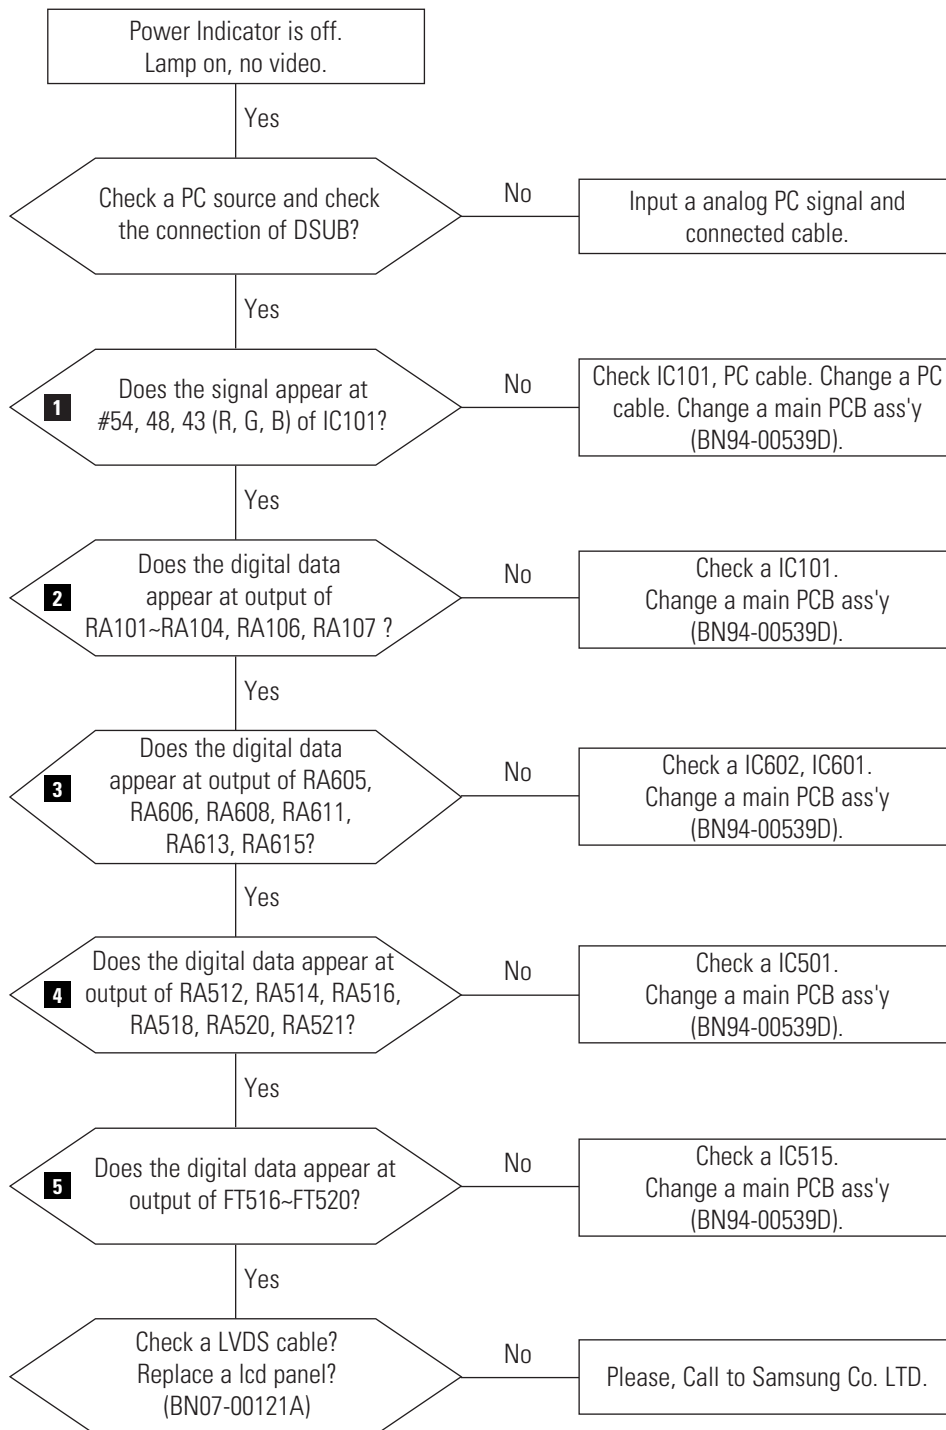 Power Indicator is off.
Lamp on, no video.
Yes
Check a PC source and check
the connection of DSUB?
No
Input a analog PC signal and
connected cable.
Yes
1
Does the signal appear at
#54, 48, 43 (R, G, B) of IC101?
No
Check IC101, PC cable. Change a PC
cable. Change a main PCB ass'y
(BN94-00539D).
Yes
2
Does the digital data
appear at output of
RA101~RA104, RA106, RA107 ?
No
Check a IC101.
Change a main PCB ass'y
(BN94-00539D).
Yes
3
Does the digital data
appear at output of RA605,
RA606, RA608, RA611,
RA613, RA615?
No
Check a IC602, IC601.
Change a main PCB ass'y
(BN94-00539D).
Yes
4
Does the digital data appear at
output of RA512, RA514, RA516,
RA518, RA520, RA521?
No
Check a IC501.
Change a main PCB ass'y
(BN94-00539D).
Yes
5
Does the digital data appear at
output of FT516~FT520?
No
Check a IC515.
Change a main PCB ass'y
(BN94-00539D).
Yes
Check a LVDS cable?
Replace a lcd panel?
(BN07-00121A)
No
Please, Call to Samsung Co. LTD.